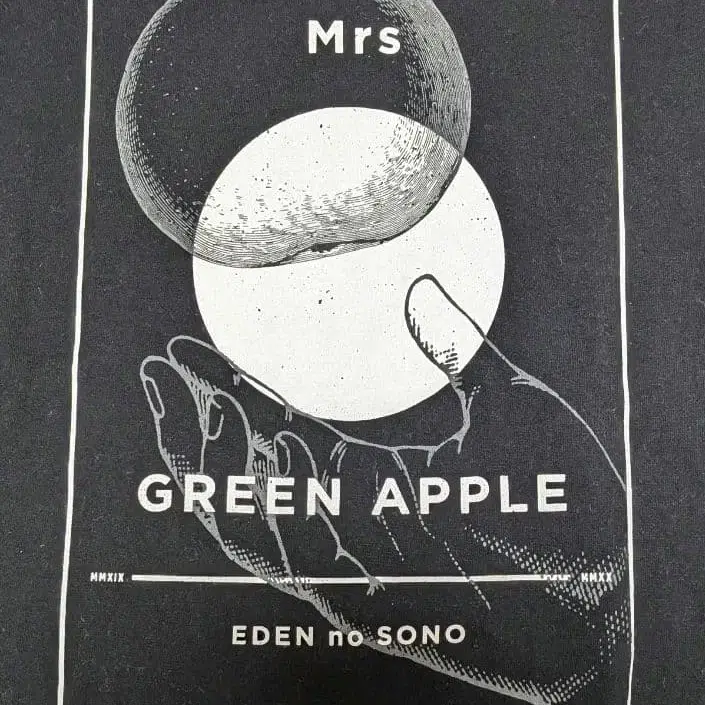 Mrs
GREEN APPLE
MMXIX MMXX
EDEN no SONO